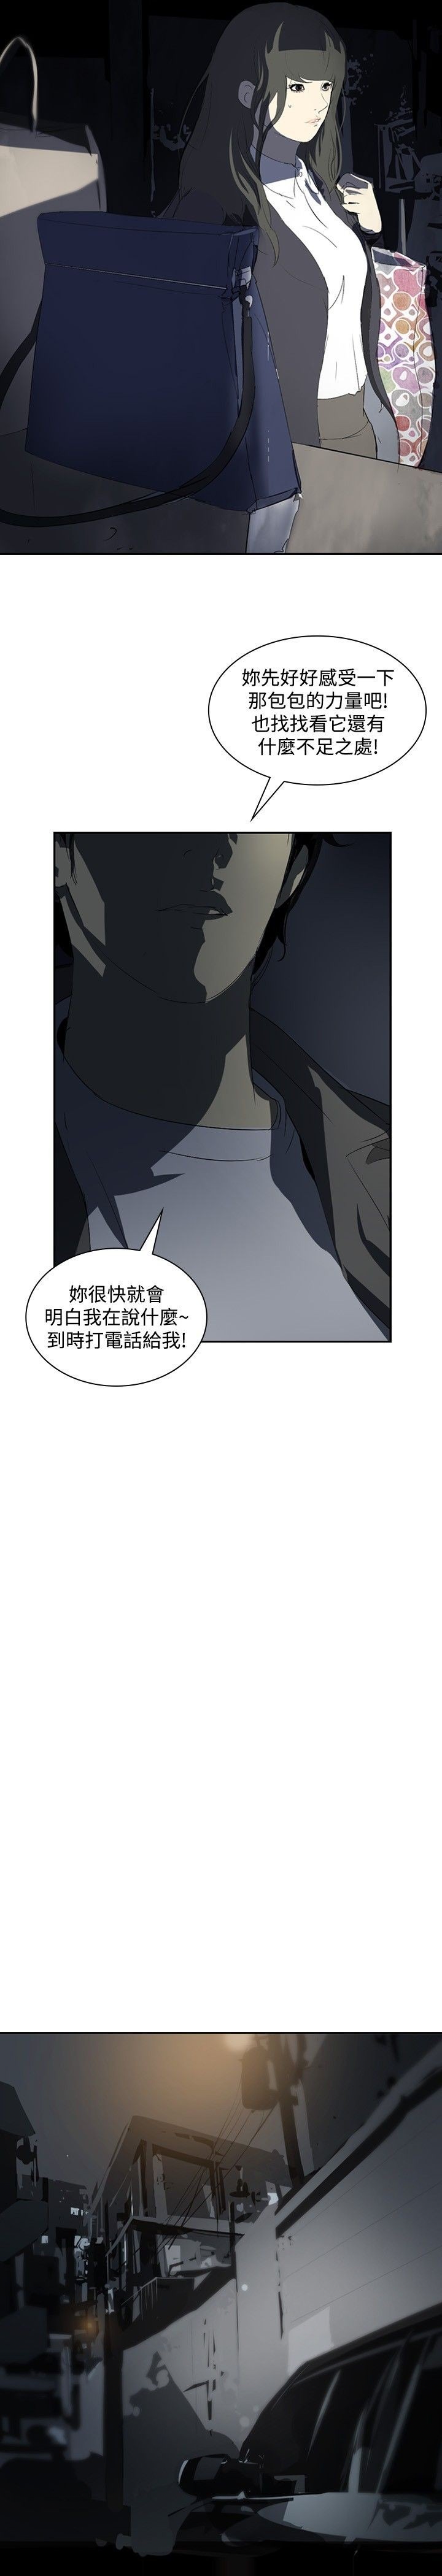 妳先好好感受一下
那包包的力量吧!
也找找看它還有
什麼不足之處!
妳很快就會
明白我在說什麼~
到時打電話給我!